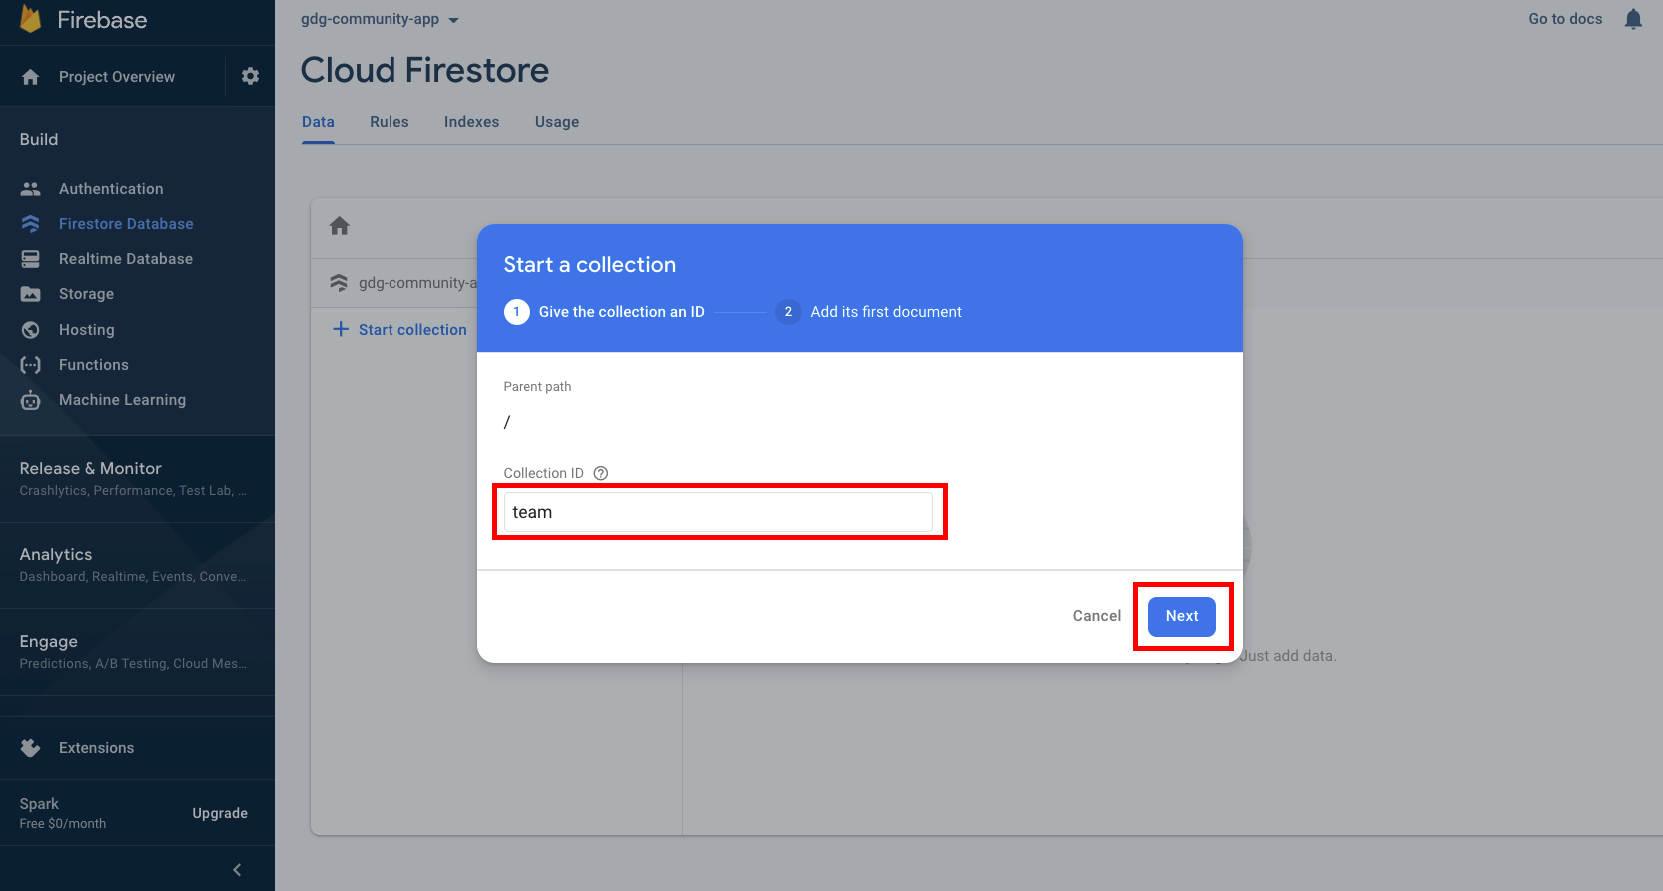 Firebase
Project Overview
Build
Authentication
Firestore Database
Realtime Database
Storage
Hosting
Functions
Machine Learning
Release & Monitor
Crashlytics, Performance, Test Lab, ...
Analytics
Dashboard, Realtime, Events, Conve...
Engage
Predictions, A/B Testing, Cloud Mes...
Extensions
Spark
Free $0/month
Upgrade
gdg-community-app
Go to docs
Cloud Firestore
Data Rules Indexes Usage
gdg-community-a
Start collection
Start a collection
1 Give the collection an ID 2 Add its first document
Parent path
/
Collection ID
team
Cancel Next
Just add data.